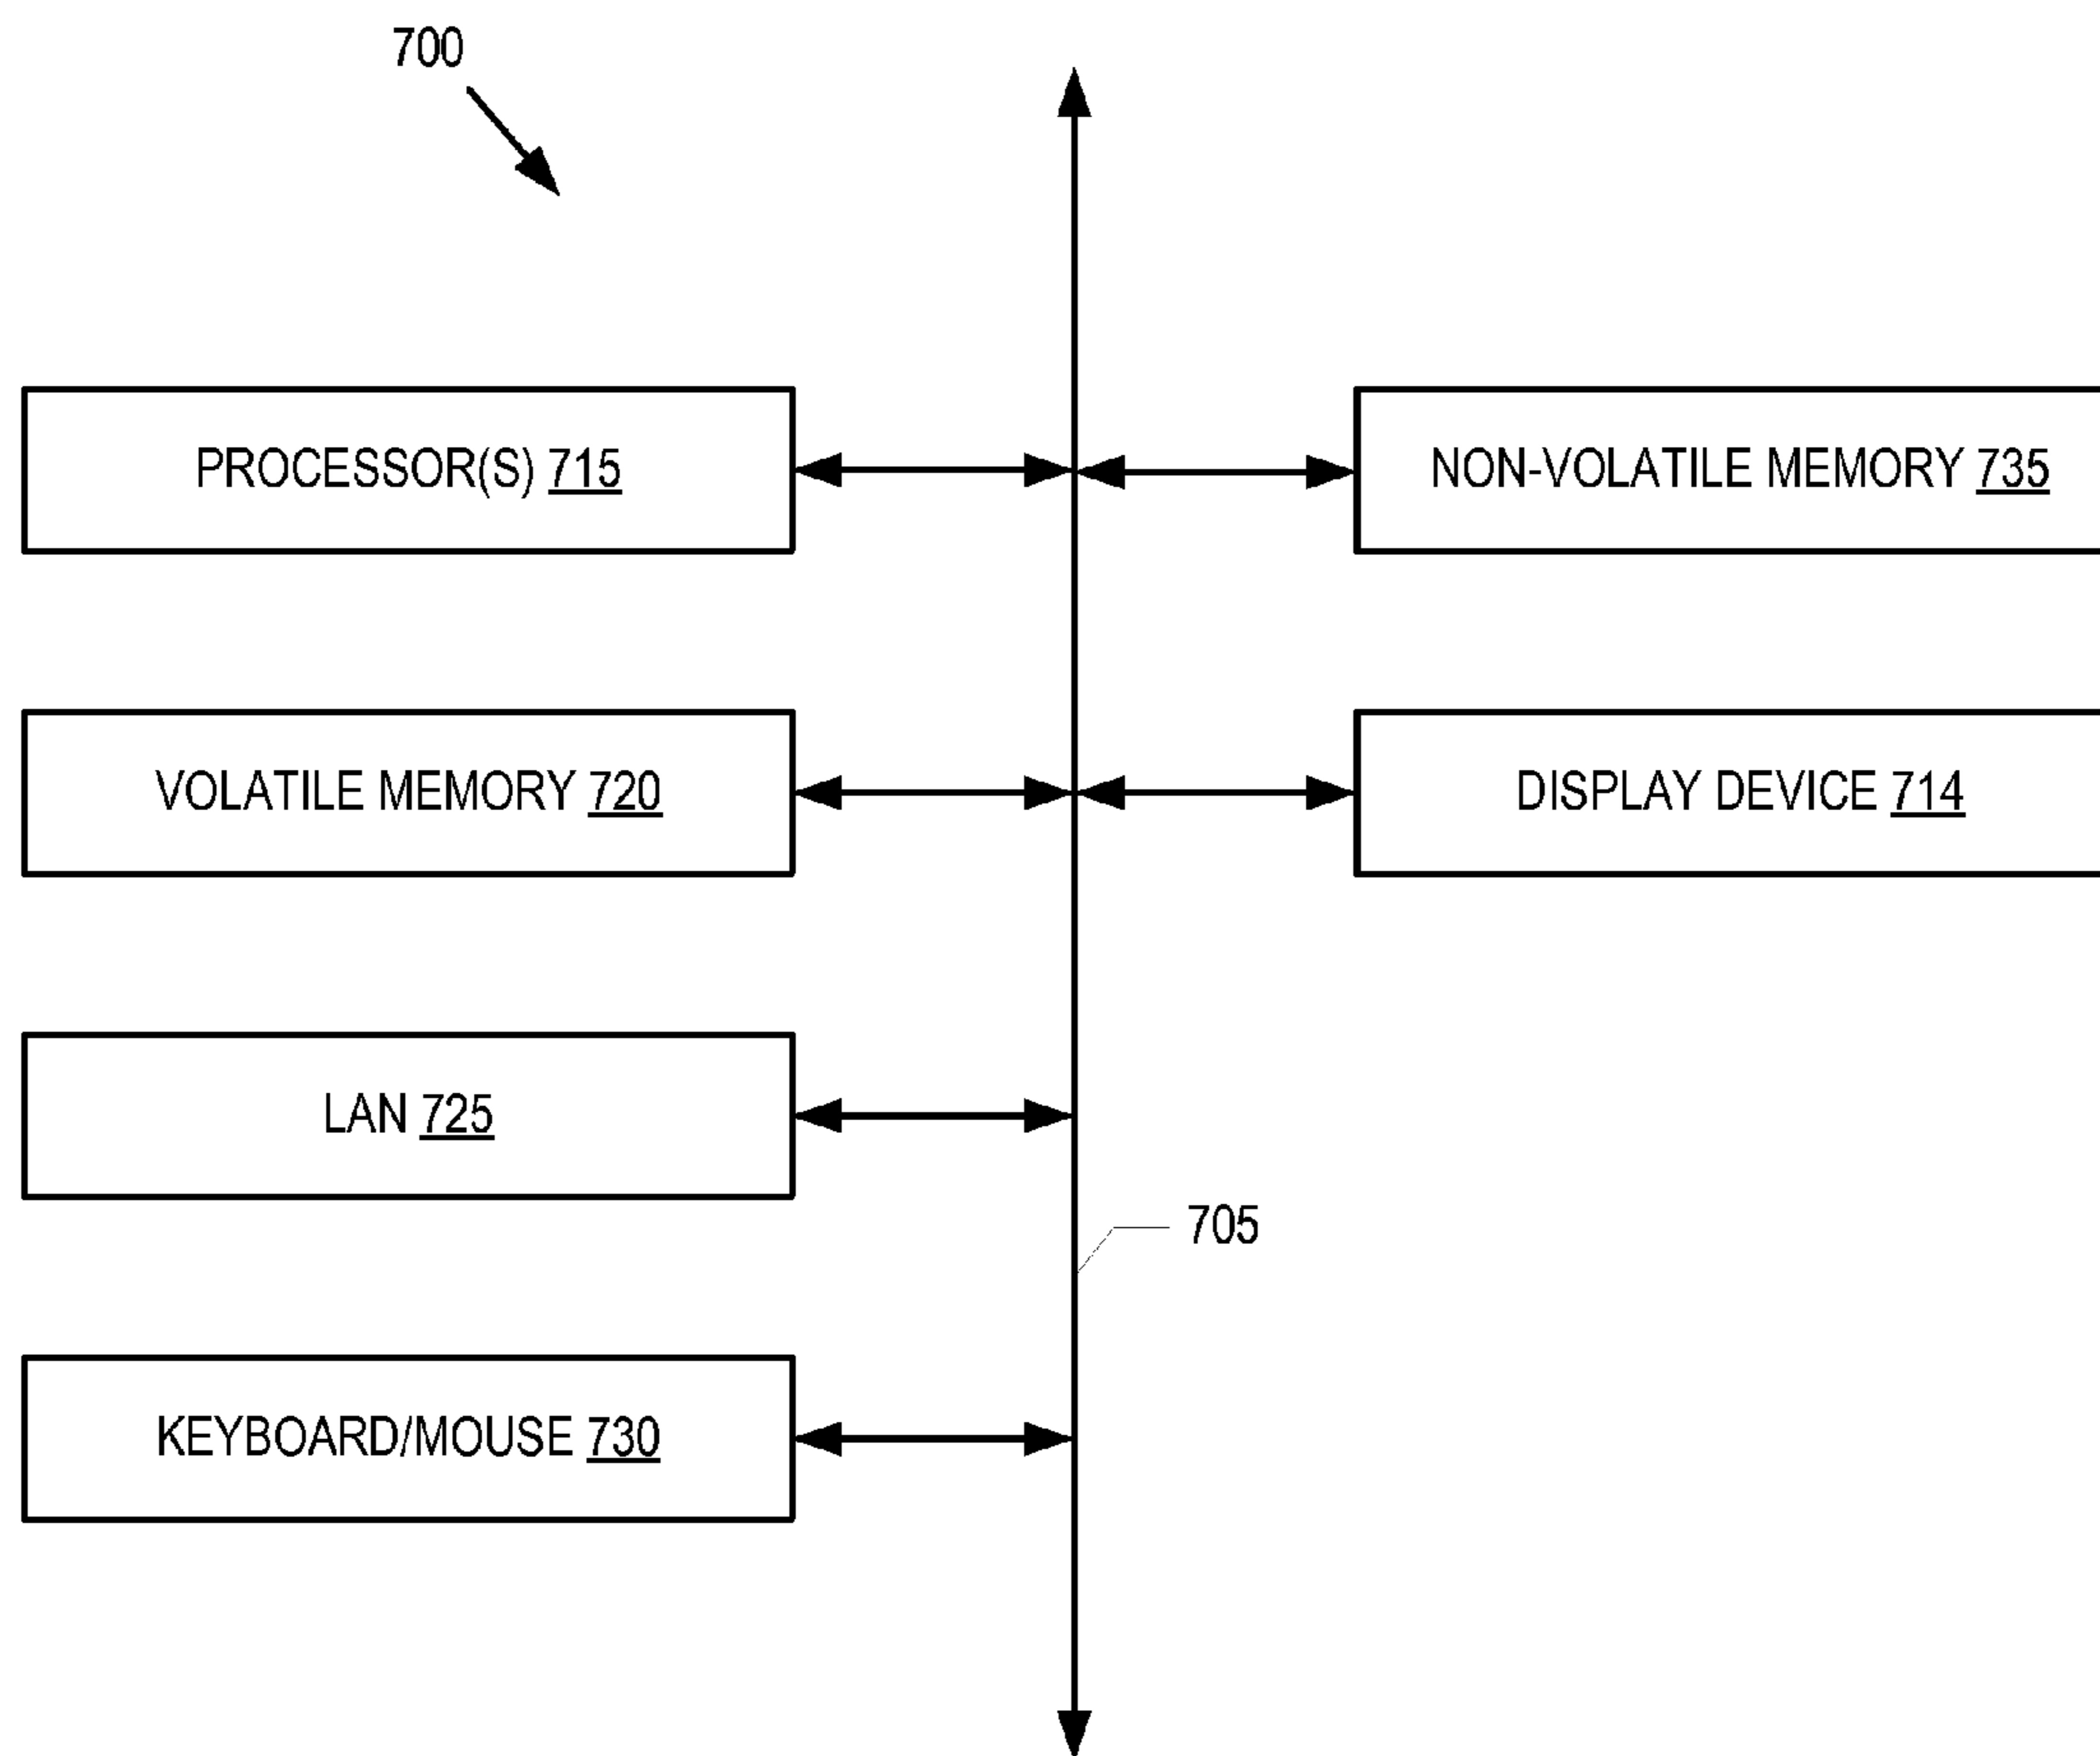 700
PROCESSOR(S) 715
NON-VOLATILE MEMORY 735
VOLATILE MEMORY 720
DISPLAY DEVICE 714
LAN 725
705
KEYBOARD/MOUSE 730